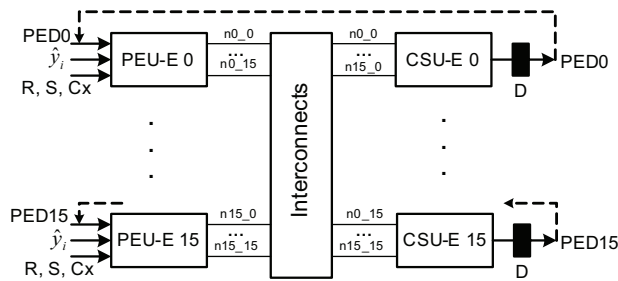 PED0
ŷi
R, S, Cx
PEU-E 0
n0_0
...
n0_15
Interconnects
n0_0
...
n15_0
CSU-E 0
D
PED0
PED15
ŷi
R, S, Cx
PEU-E 15
n15_0
...
n15_15
n0_15
...
n15_15
CSU-E 15
D
PED15